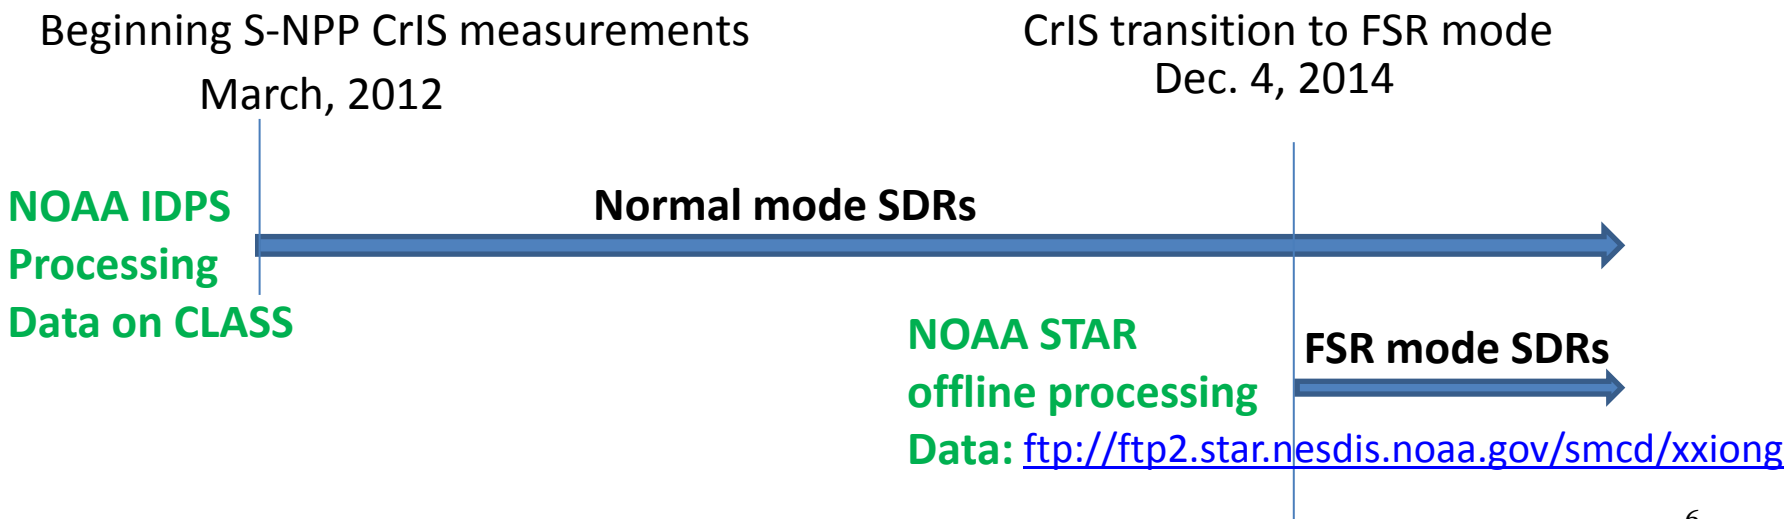 Beginning S-NPP CrIS measurements
March, 2012
CrIS transition to FSR mode
Dec. 4, 2014
NOAA IDPS
Processing
Data on CLASS
Normal mode SDRs
NOAA STAR
offline processing
Data: ftp://ftp2.star.nesdis.noaa.gov/smcd/xxiong
FSR mode SDRs